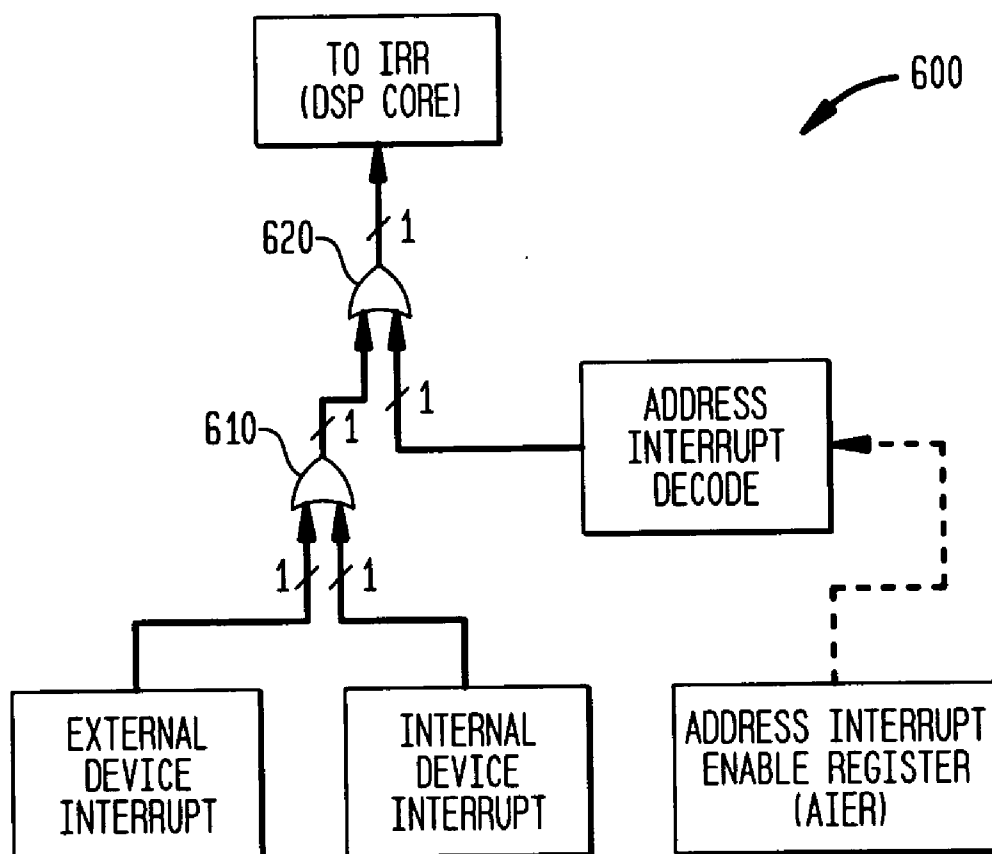 TO IRR
(DSP CORE)
600
1
620
1
ADDRESS
INTERRUPT
DECODE
1
610
1
1
EXTERNAL
DEVICE
INTERRUPT
INTERNAL
DEVICE
INTERRUPT
ADDRESS INTERRUPT
ENABLE REGISTER
(AIER)